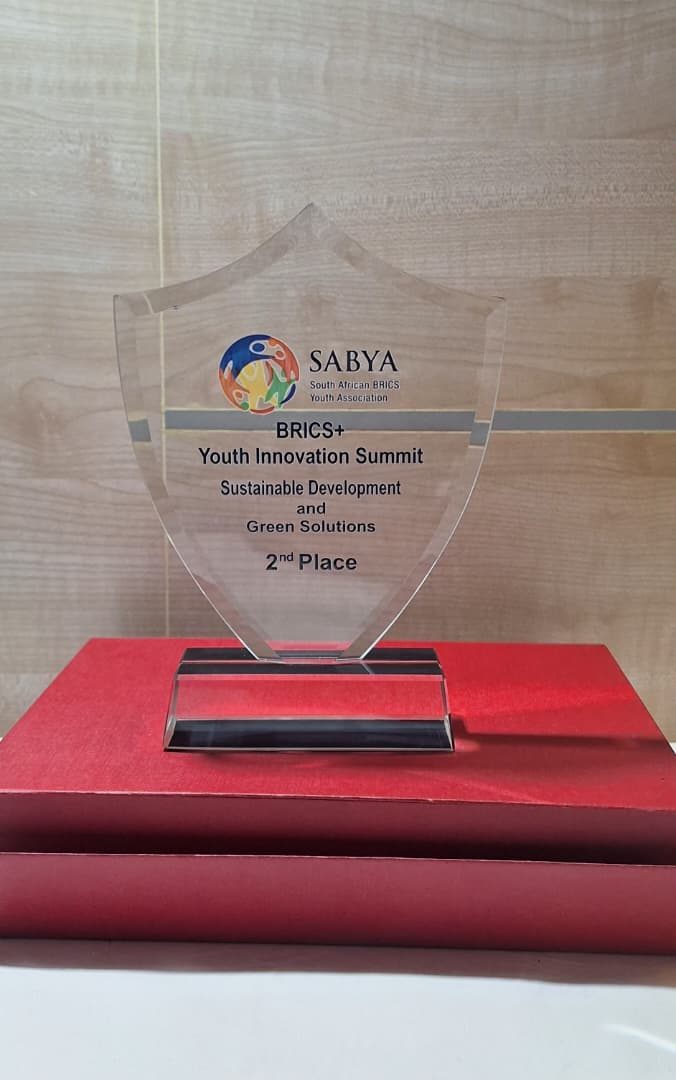 SABYA
South African BRICS
Youth Association
BRICS+
Youth Innovation Summit
Sustainable Development
and
Green Solutions
2nd Place